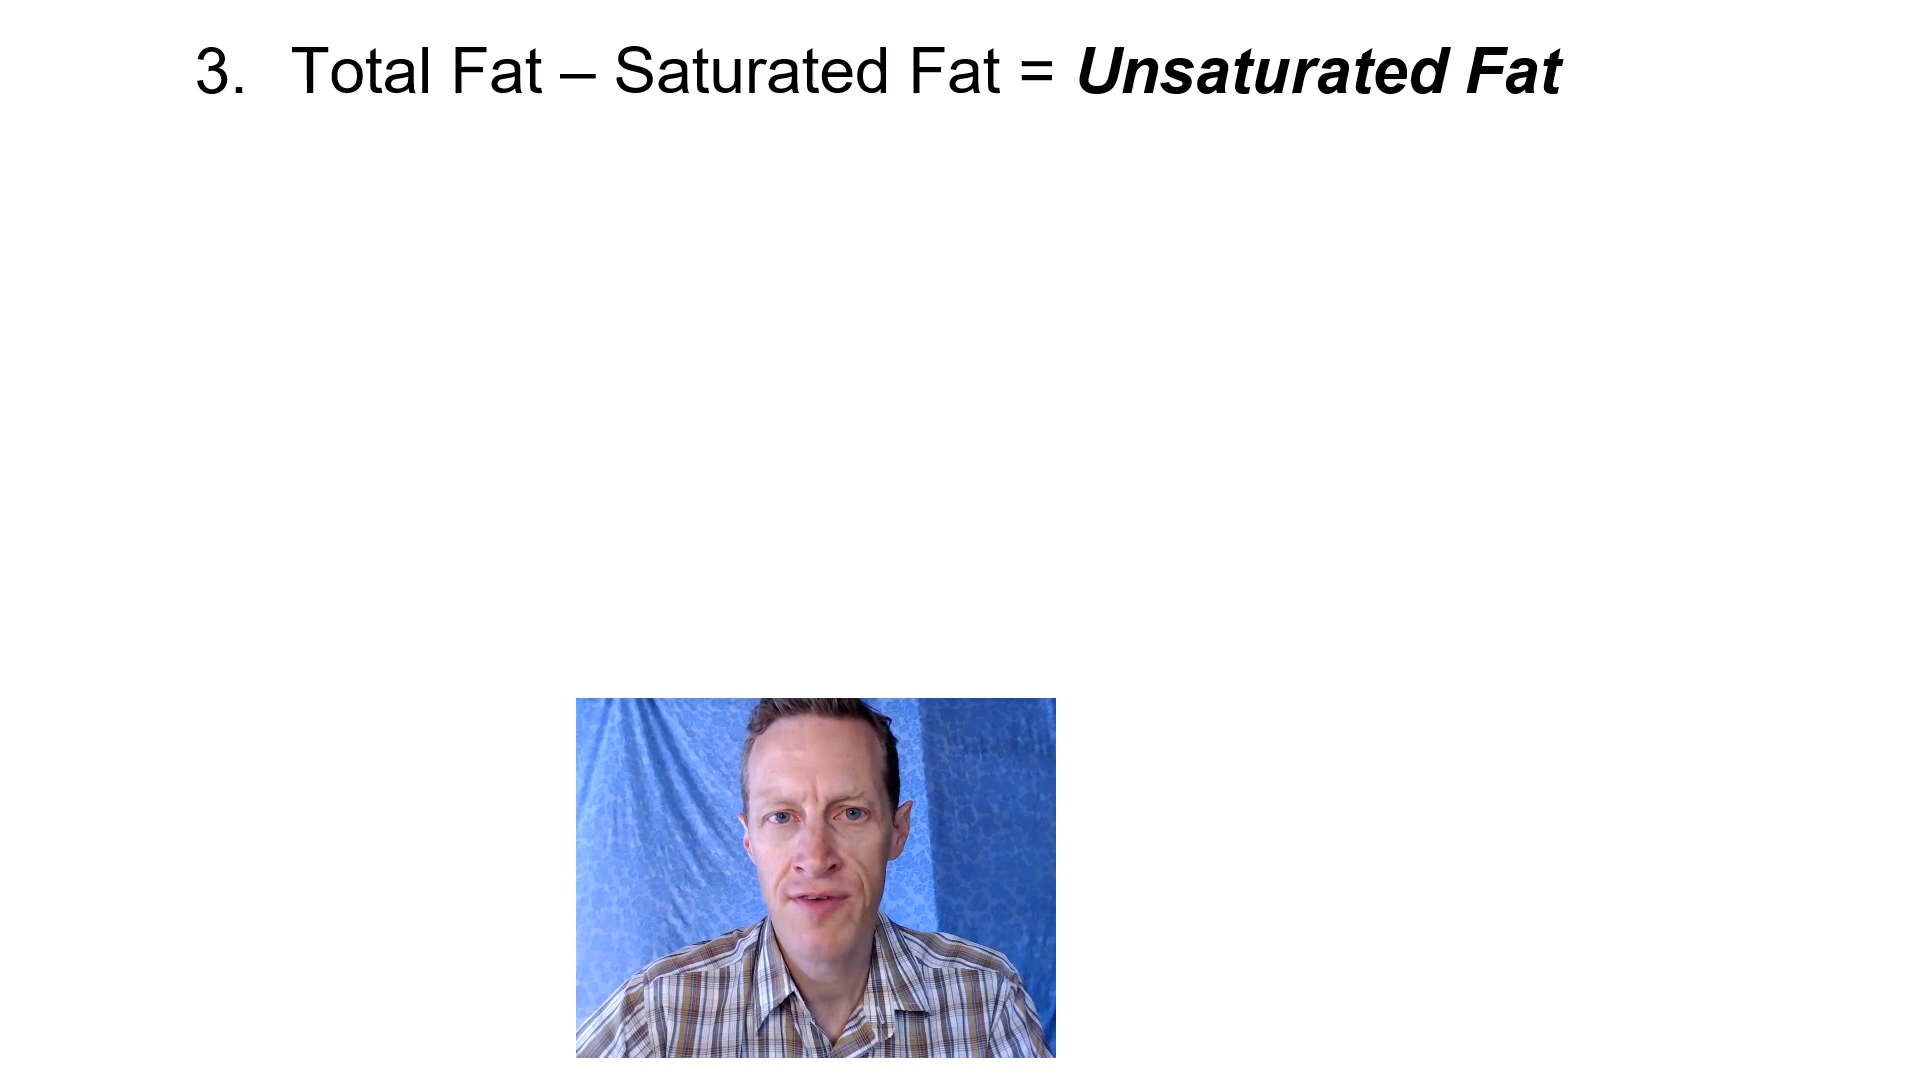 3. Total Fat – Saturated Fat = Unsaturated Fat